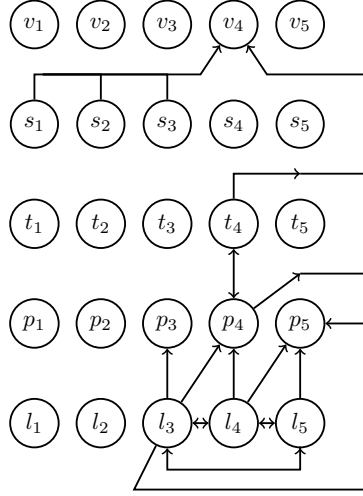 v1 v2 v3 v4 v5
s1 s2 s3 s4 s5
t1 t2 t3 t4 t5
p1 p2 p3 p4 p5
l1 l2 l3 l4 l5